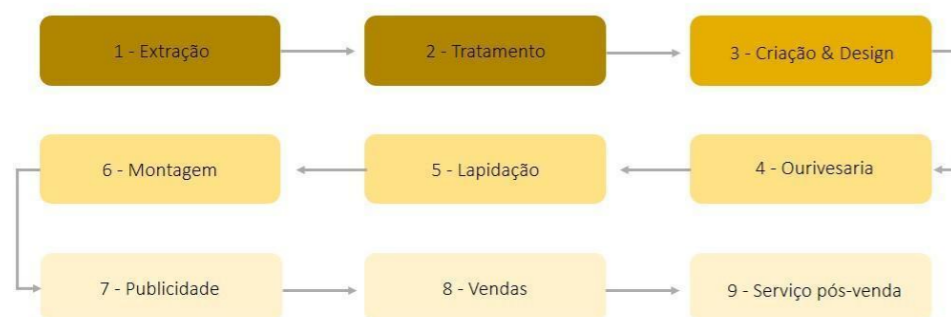 1 - Extração
2 - Tratamento
3 - Criação & Design
4 - Ourivesaria
5 - Lapidação
6 - Montagem
7 - Publicidade
8 - Vendas
9 - Serviço pós-venda